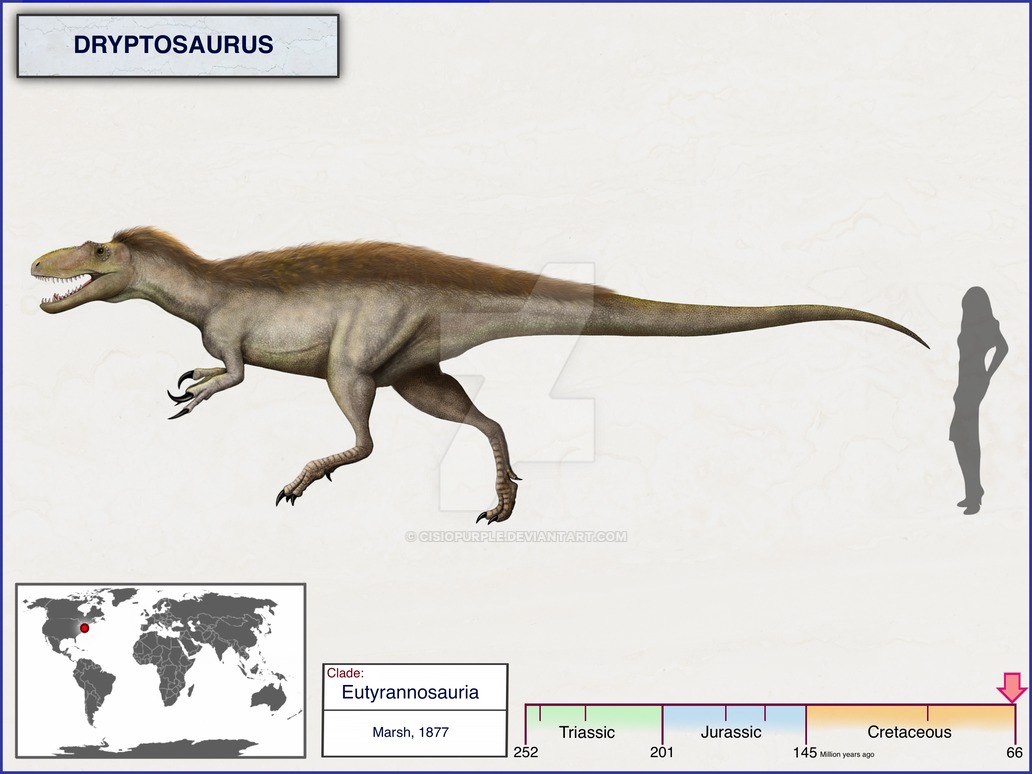 DRYPTOSAURUS
© CISIOPURPLE.DEVIANTART.COM
Clade:
Eutyrannosauria
Marsh, 1877
Triassic Jurassic Cretaceous
252 201 145 Million years ago 66